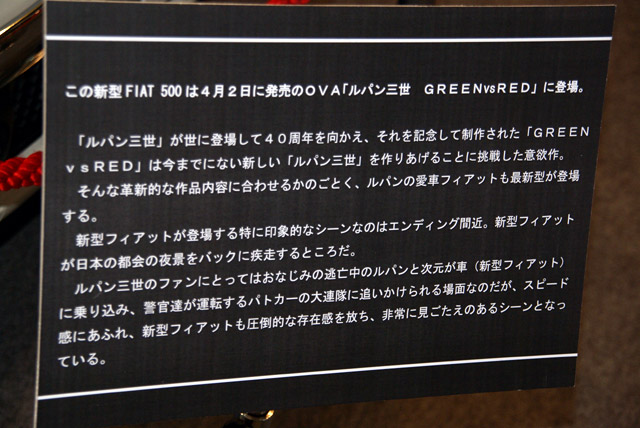 この新型FIAT 500は4月2日に発売のOVA「ルパン三世　GREENvsRED」に登場。
「ルパン三世」が世に登場して40周年を向かえ、それを記念して制作された「GREEN
vsRED」は今までにない新しい「ルパン三世」を作りあげることに挑戦した意欲作。
そんな革新的な作品内容に合わせるかのごとく、ルパンの愛車フィアットも最新型が登場
する。
新型フィアットが登場する特に印象的なシーンなのはエンディング間近。新型フィアット
が日本の都会の夜景をバックに疾走するところだ。
ルパン三世のファンにとってはおなじみの逃亡中のルパンと次元が車（新型フィアット）
に乗り込み、警官達が運転するパトカーの大連隊に追いかけられる場面なのだが、スピード
感にあふれ、新型フィアットも圧倒的な存在感を放ち、非常に見ごたえのあるシーンとなっ
ている。